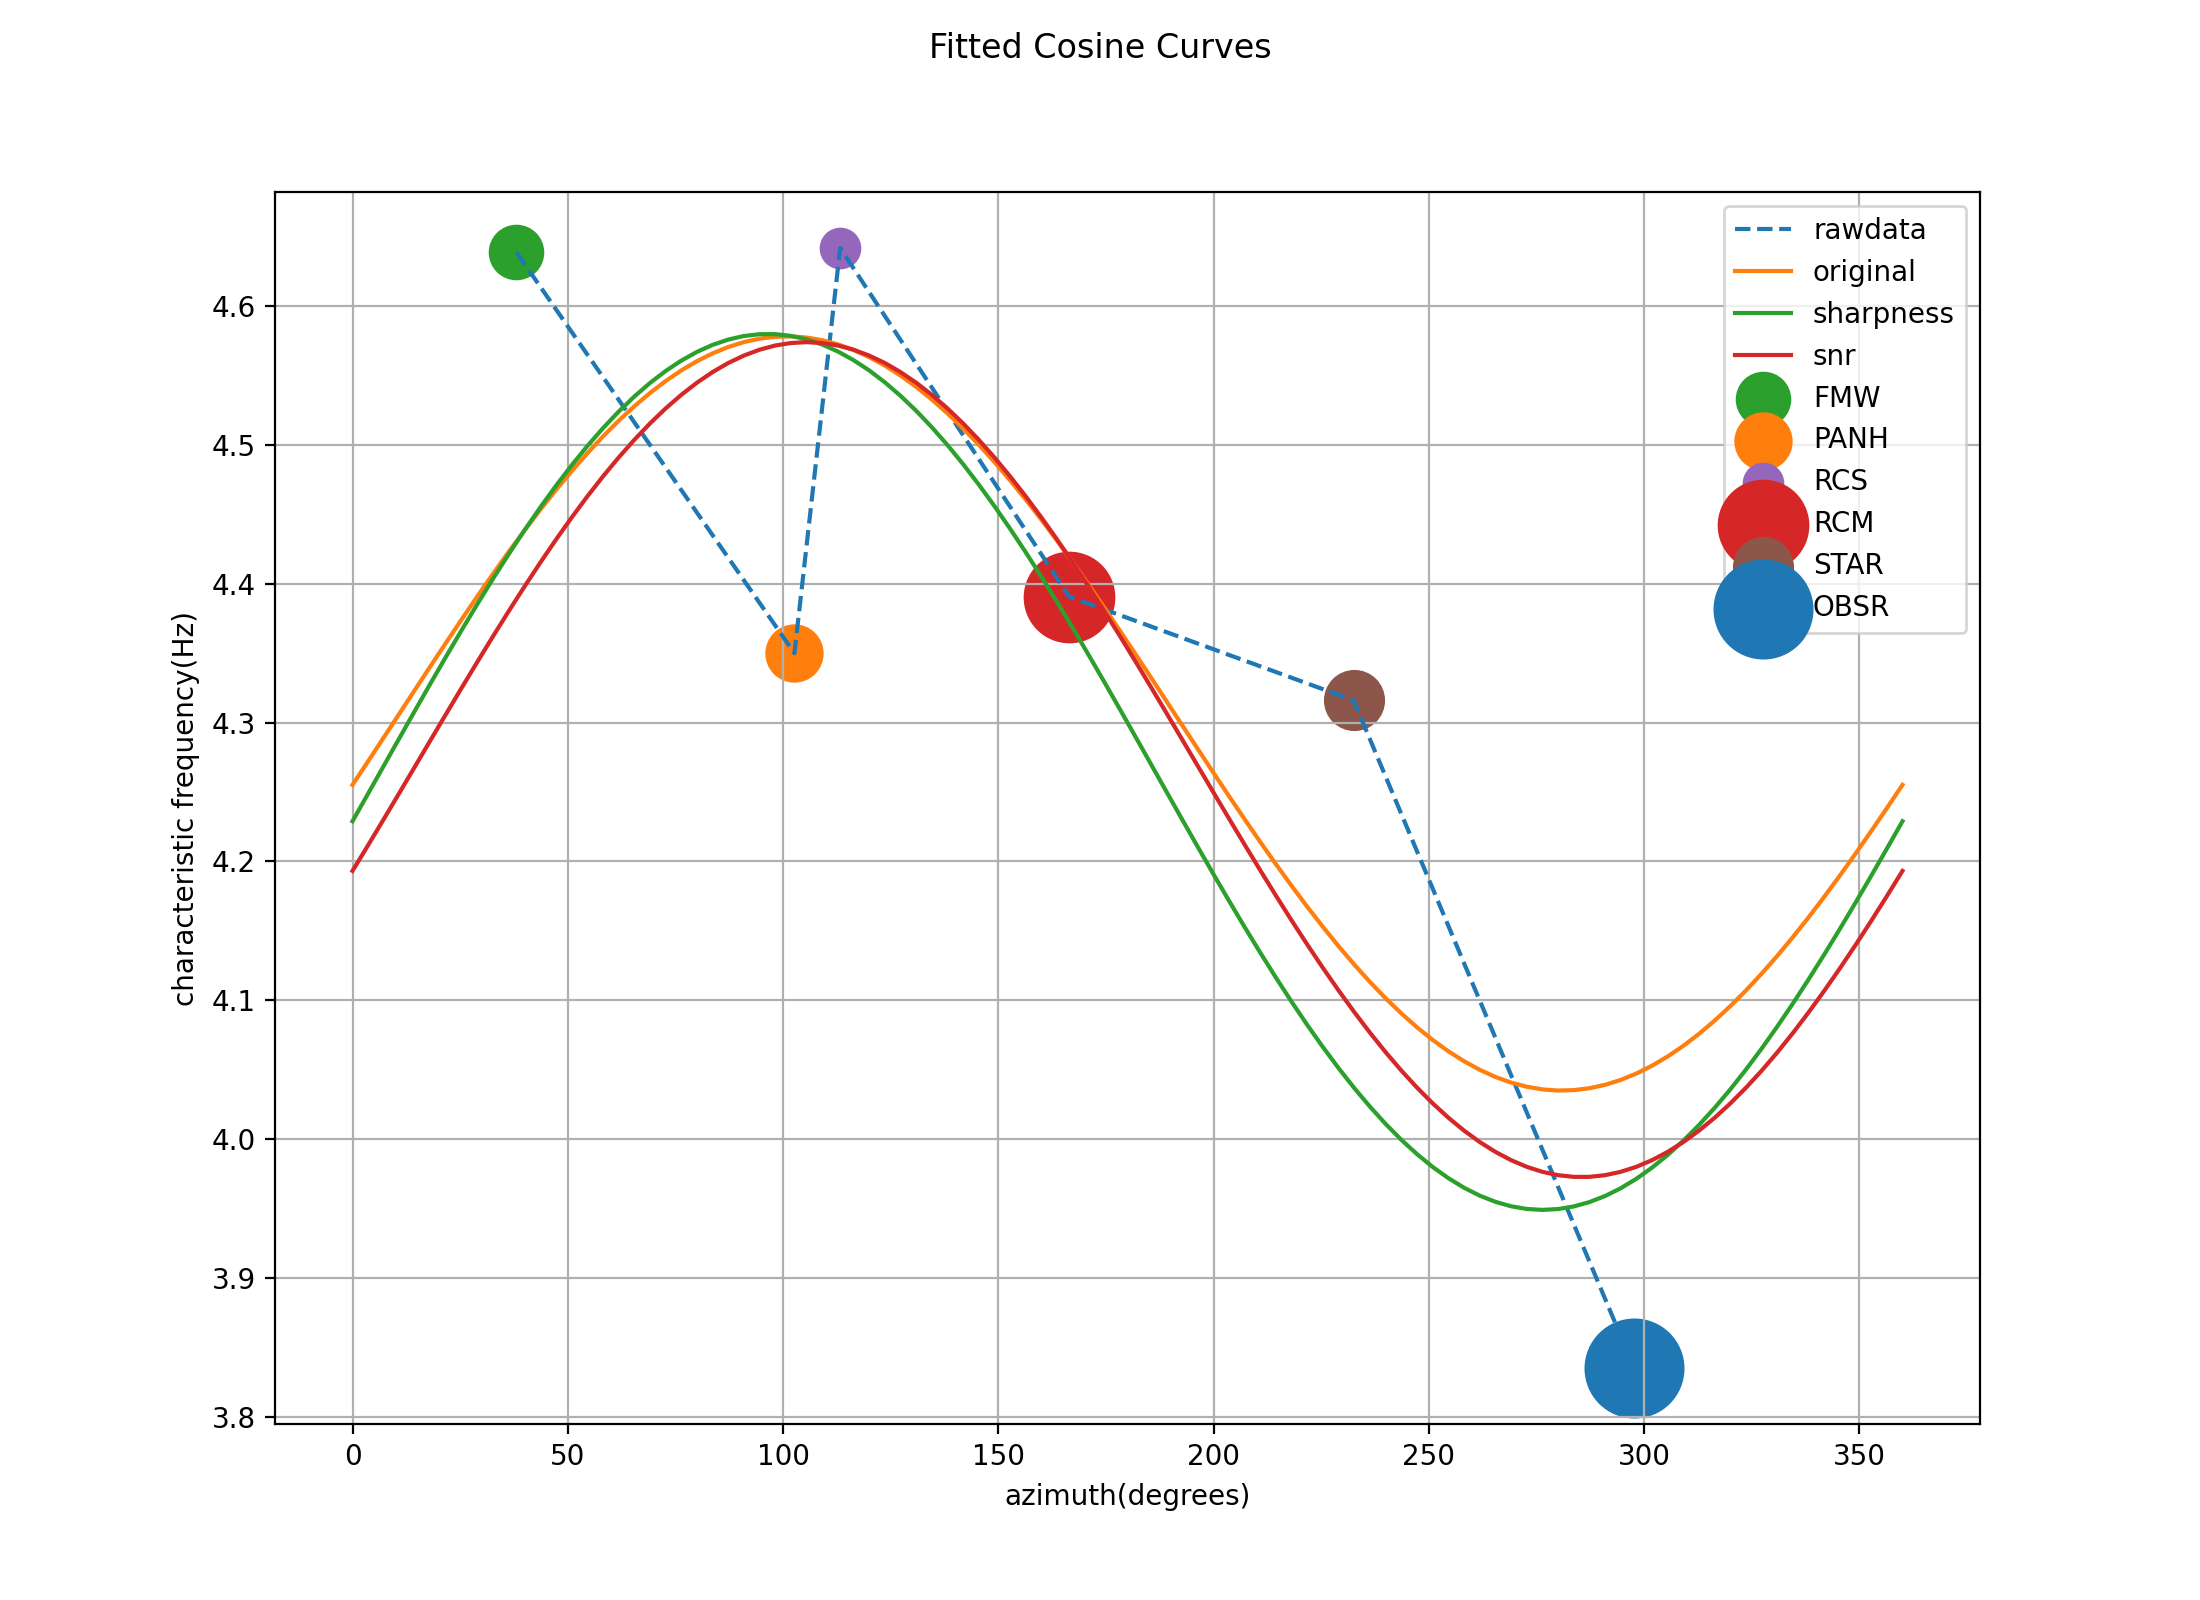 Fitted Cosine Curves
rawdata
original
sharpness
snr
FMW
PANH
RCS
RCM
STAR
OBSR
characteristic frequency(Hz)
4.6
4.5
4.4
4.3
4.2
4.1
4.0
3.9
3.8
0 50 100 150 200 250 300 350
azimuth(degrees)